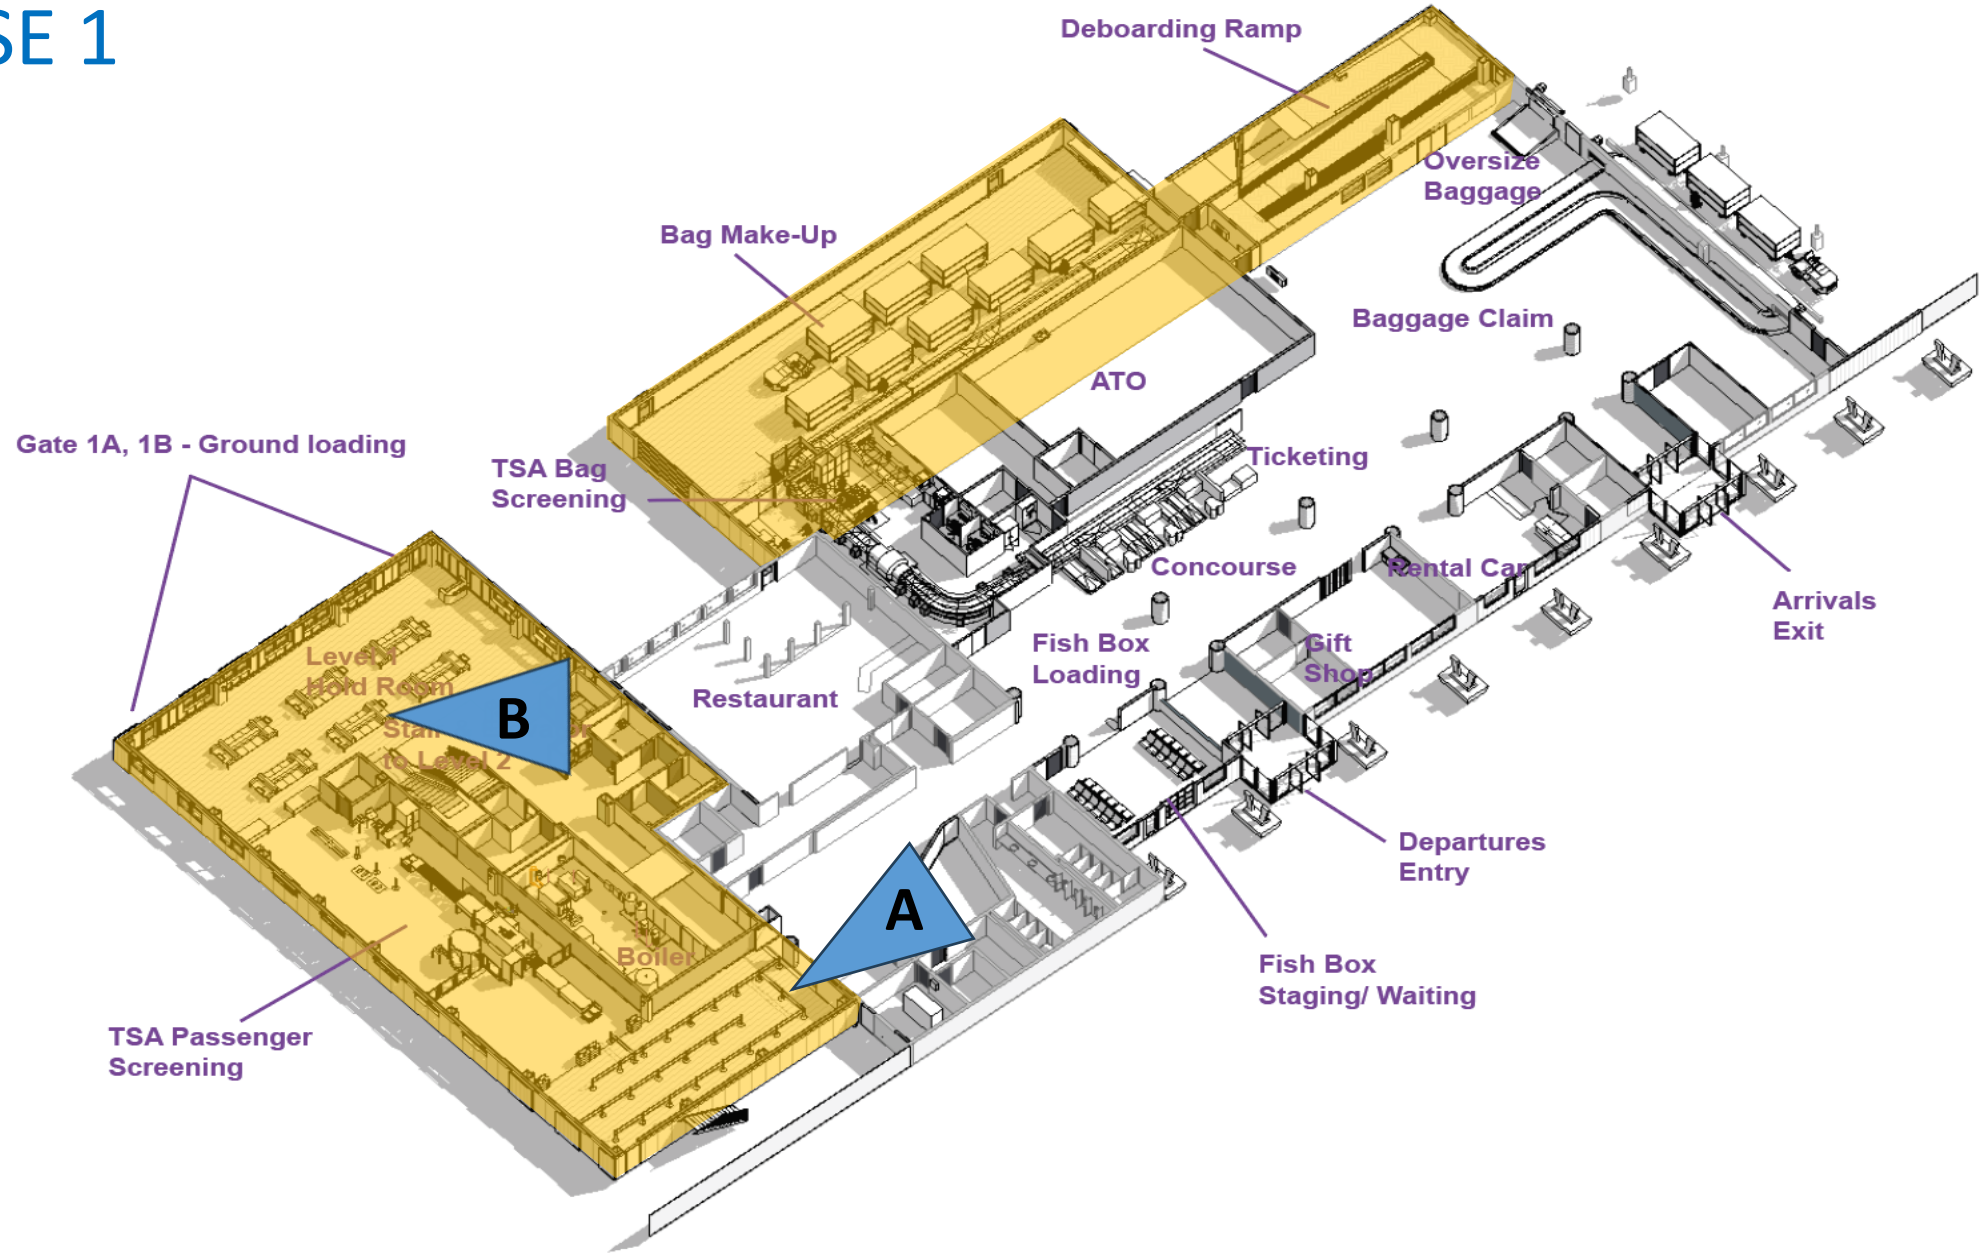 SE 1
Deboarding Ramp
Oversize
Baggage
Bag Make-Up
Baggage Claim
ATO
Gate 1A, 1B - Ground loading
TSA Bag
Screening
Ticketing
Concourse
Rental Car
Arrivals
Exit
Fish Box
Loading
Gift
Shop
Level 1
Hold Room
Restaurant
B
to Level 2
Departures
Entry
A
Boiler
Fish Box
Staging/ Waiting
TSA Passenger
Screening